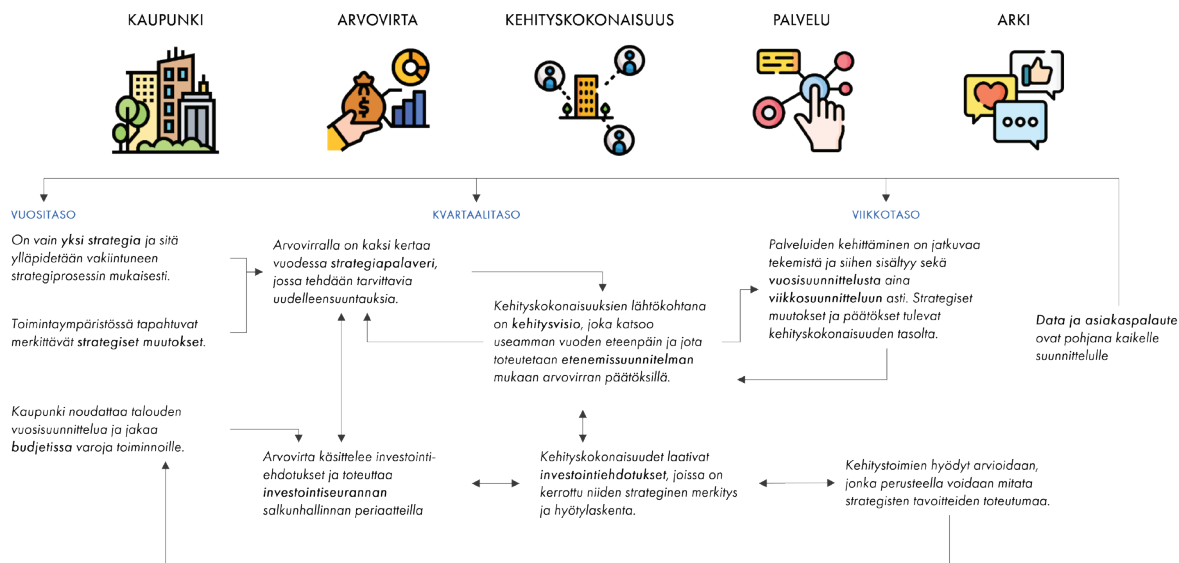 KAUPUNKI
ARVOVIRTA
KEHITYSKOKONAISUUS
PALVELU
ARKI
VUOSITASO
KVARTAALITASO
VIIKKOTASO
On vain yksi strategia ja sitä
ylläpidetään vakiintuneen
strategiprosessin mukaisesti.
Toimintaympäristössä tapahtuvat
merkittävät strategiset muutokset.
Kaupunki noudattaa talouden
vuosisuunnittelua ja jakaa
budjetissa varoja toiminnoille.
Arvovirralla on kaksi kertaa
vuodessa strategiapalaveri,
jossa tehdään tarvittavia
uudelleensuuntauksia.
Arvovirta käsittelee investointi-
ehdotukset ja toteuttaa
investointiseurannan
salkunhallinnan periaatteilla
Kehityskokonaisuuksien lähtökohtana
on kehitysvisio, joka katsoo
useamman vuoden eteenpäin ja jota
toteutetaan etenemissuunnitelman
mukaan arvovirran päätöksillä.
Kehityskokonaisuudet laativat
investointiehdotukset, joissa on
kerrottu niiden strateginen merkitys
ja hyötylaskenta.
Palveluiden kehittäminen on jatkuvaa
tekemistä ja siihen sisältyy sekä
vuosisuunnittelusta aina
viikkosuunnitteluun asti. Strategiset
muutokset ja päätökset tulevat
kehityskokonaisuuden tasolta.
Kehitystoimien hyödyt arvioidaan,
jonka perusteella voidaan mitata
strategisten tavoitteiden toteutumaa.
Data ja asiakaspalaute
ovat pohjana kaikelle
suunnittelulle